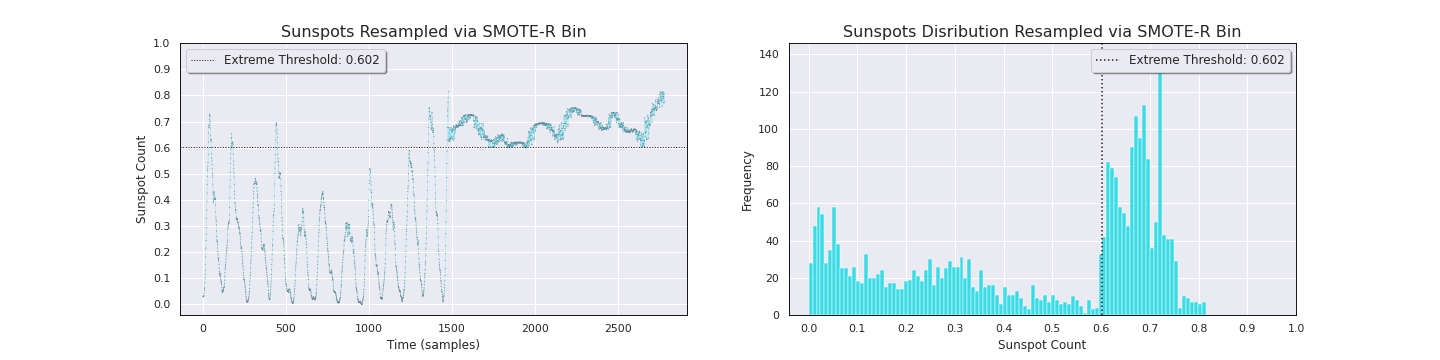 Sunspots Resampled via SMOTE-R Bin
Extreme Threshold: 0.602
1.0
0.9
0.8
0.7
0.6
0.5
0.4
0.3
0.2
0.1
0.0
Sunspot Count
0 500 1000 1500 2000 2500
Time (samples)
Sunspots Disribution Resampled via SMOTE-R Bin
Extreme Threshold: 0.602
140
120
100
80
60
40
20
0
Frequency
0.0 0.1 0.2 0.3 0.4 0.5 0.6 0.7 0.8 0.9 1.0
Sunspot Count